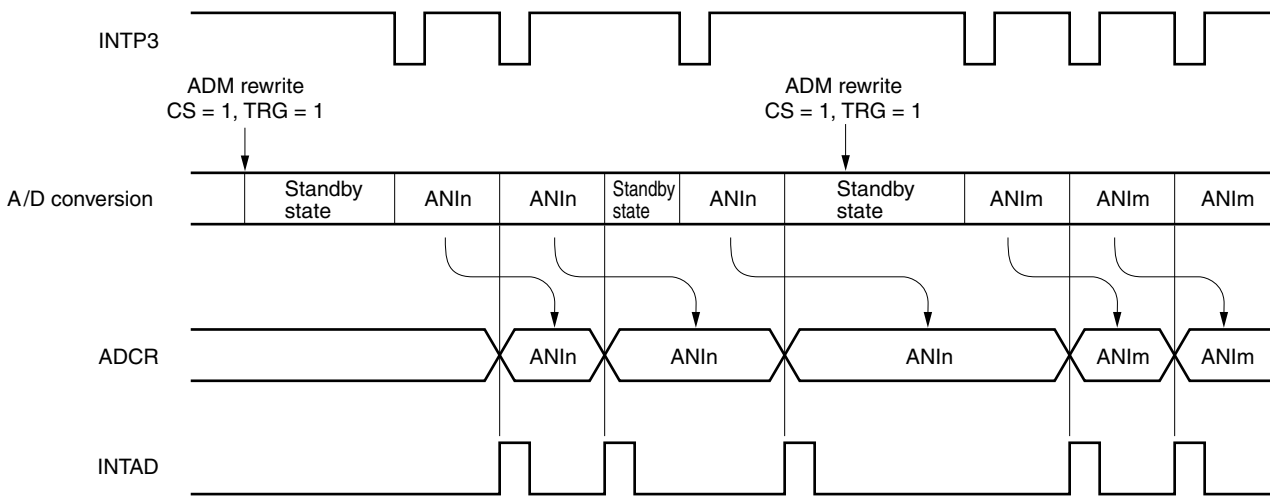 INTP3
ADM rewrite
CS = 1, TRG = 1
ADM rewrite
CS = 1, TRG = 1
A/D conversion
Standby
state
ANIn
ANIn
Standby
state
ANIn
Standby
state
ANIm
ANIm
ANIm
ADCR
ANIn
ANIn
ANIn
ANIm
ANIm
INTAD